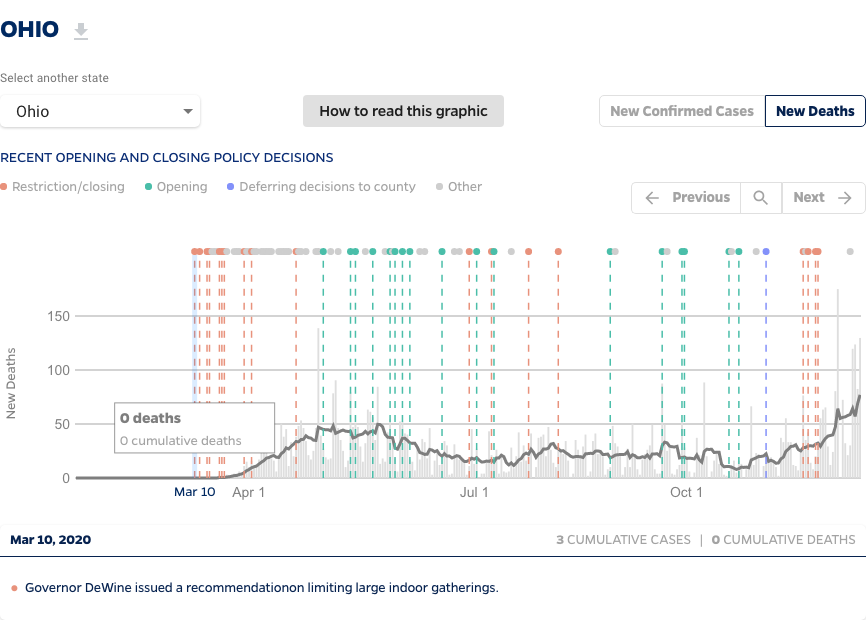 OHIO
Select another state
Ohio
How to read this graphic
New Confirmed Cases
New Deaths
RECENT OPENING AND CLOSING POLICY DECISIONS
Restriction/closing
Opening
Deferring decisions to county
Other
Previous
Next
New Deaths
150
100
50
0
0 deaths
0 cumulative deaths
Mar 10
Apr 1
Jul 1
Oct 1
Mar 10, 2020
3 CUMULATIVE CASES | 0 CUMULATIVE DEATHS
Governor DeWine issued a recommendationon limiting large indoor gatherings.